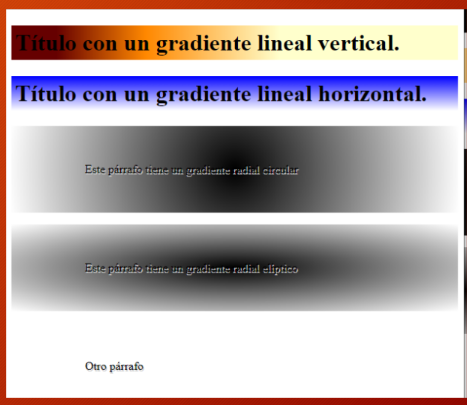 Título con un gradiente lineal vertical.
Título con un gradiente lineal horizontal.
Este párrafo tiene un gradiente radial circular
Este párrafo tiene un gradiente radial elíptico
Otro párrafo